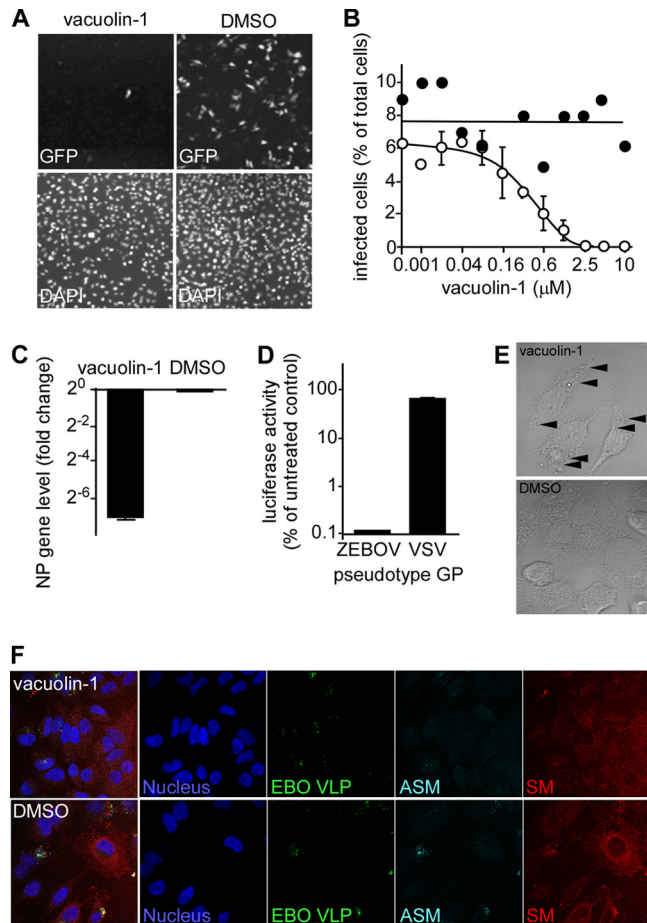 A
vacuolin-1
DMSO
GFP
GFP
DAPI
DAPI
B
infected cells (% of total cells)
12
10
8
6
4
2
0
0.001
0.04
0.16
0.6
2.5
10
vacuolin-1 (μM)
C
vacuolin-1 DMSO
NP gene level (fold change)
2⁰
2⁻²
2⁻⁴
2⁻⁶
D
luciferase activity
(% of untreated control)
100
10
1
0.1
ZEBOV VSV
pseudotype GP
E
vacuolin-1
DMSO
F
vacuolin-1
Nucleus
EBO VLP
ASM
SM
DMSO
Nucleus
EBO VLP
ASM
SM